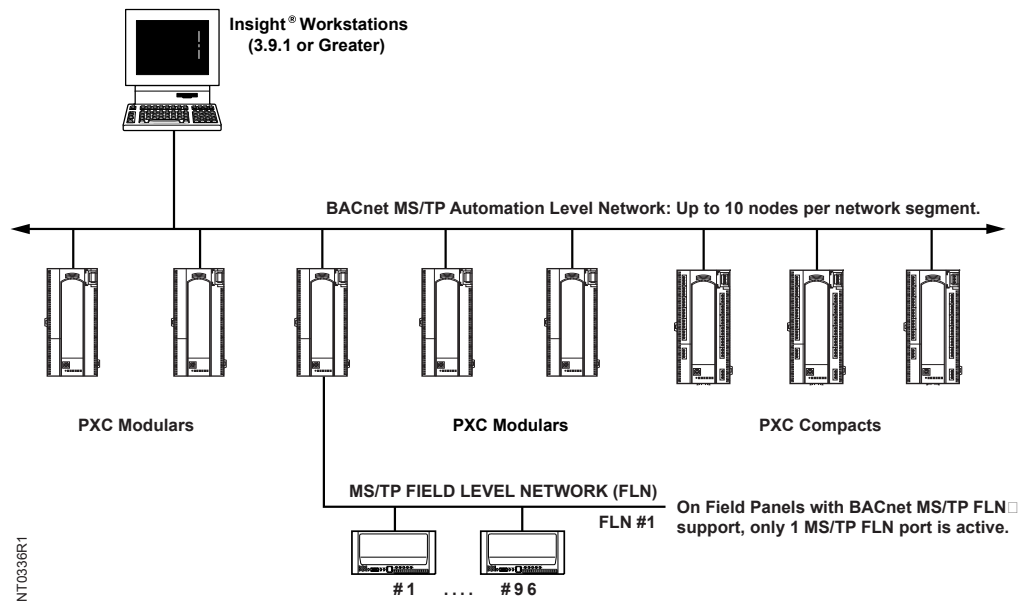 Insight® Workstations
(3.9.1 or Greater)
BACnet MS/TP Automation Level Network: Up to 10 nodes per network segment.
PXC Modulars
PXC Modulars
PXC Compacts
MS/TP FIELD LEVEL NETWORK (FLN)
FLN #1
On Field Panels with BACnet MS/TP FLN□
support, only 1 MS/TP FLN port is active.
#1 .... #96
NT0336R1